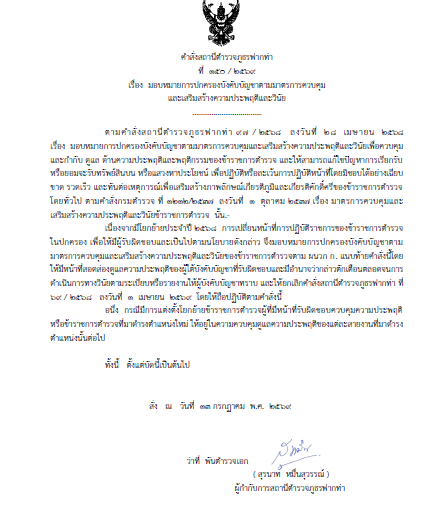 คำสั่งสถานีตำรวจภูธรฟากท่า
ที่ ๑๕๐ / ๒๕๖๙
เรื่อง มอบหมายการปกครองบังคับบัญชาตามมาตรการควบคุม
และเสริมสร้างความประพฤติและวินัย
ตามคำสั่งสถานีตำรวจภูธรฟากท่า ๙๗ / ๒๕๖๘ ลงวันที่ ๒๘ เมษายน ๒๕๖๘
เรื่อง มอบหมายการปกครองบังคับบัญชาตามมาตรการควบคุมและเสริมสร้างความประพฤติและวินัยเพื่อควบคุม
และกำกับ ดูแล ด้านความประพฤติและพฤติกรรมของข้าราชการตำรวจ และให้สามารถแก้ไขปัญหาการเรียกรับ
หรือยอมจะรับทรัพย์สินบน หรือแสวงหาประโยชน์ เพื่อปฏิบัติหรือละเว้นการปฏิบัติหน้าที่โดยมิชอบได้อย่างเฉียบ
ขาด รวดเร็ว และทันต่อเหตุการณ์เพื่อเสริมสร้างภาพลักษณ์เกียรติภูมิและเกียรติศักดิ์ศรีของข้าราชการตำรวจ
โดยทั่วไป ตามคำสั่งกรมตำรวจ ที่ ๑๒๑๒/๒๕๓๗ ลงวันที่ ๑ ตุลาคม ๒๕๓๗ เรื่อง มาตรการควบคุมและ
เสริมสร้างความประพฤติและวินัยข้าราชการตำรวจ นั้น.-
เนื่องจากมีโยกย้ายประจำปี ๒๕๖๘ การเปลี่ยนหน้าที่การปฏิบัติราชการของข้าราชการตำรวจ
ในปกครอง เพื่อให้มีผู้รับผิดชอบและเป็นไปตามนโยบายดังกล่าว จึงมอบหมายการปกครองบังคับบัญชาตาม
มาตรการควบคุมและเสริมสร้างความประพฤติและวินัยข้าราชการตำรวจตาม ผนวก ก. แนบท้ายคำสั่งนี้โดย
ให้มีหน้าที่สอดส่องดูแลความประพฤติของผู้ใต้บังคับบัญชาที่รับผิดชอบและมีอำนาจว่ากล่าวตักเตือนตลอดจนการ
ดำเนินการทางวินัยตามระเบียบหรือรายงานให้ผู้บังคับบัญชาทราบ และให้ยกเลิกคำสั่งสถานีตำรวจภูธรฟากท่า ที่
๖๙ / ๒๕๖๘ ลงวันที่ ๑ เมษายน ๒๕๖๙ โดยให้ถือปฏิบัติตามคำสั่งนี้
อนึ่ง กรณีมีการแต่งตั้งโยกย้ายข้าราชการตำรวจผู้ที่มีหน้าที่รับผิดชอบควบคุมความประพฤติ
หรือข้าราชการตำรวจที่มาดำรงตำแหน่งใหม่ ให้อยู่ในความควบคุมดูแลความประพฤติของแต่ละสายงานที่มาดำรง
ตำแหน่งนั้นต่อไป
ทั้งนี้ ตั้งแต่บัดนี้เป็นต้นไป
สั่ง ณ วันที่ ๑๓ กรกฎาคม พ.ศ. ๒๕๖๙
ว่าที่ พันตำรวจเอก
( สุรนาท หมื่นสุวรรณ์ )
ผู้กำกับการสถานีตำรวจภูธรฟากท่า